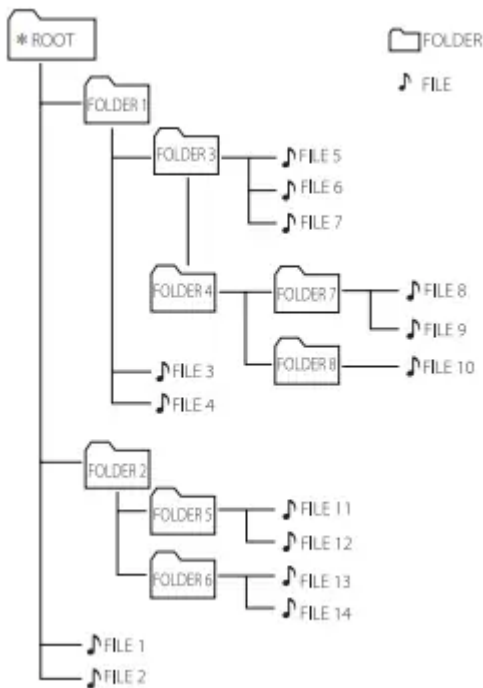 * ROOT
FOLDER
FILE
FOLDER 1
FOLDER 3
FILE 5
FILE 6
FILE 7
FOLDER 4
FOLDER 7
FILE 8
FILE 9
FOLDER 8
FILE 10
FILE 3
FILE 4
FOLDER 2
FOLDER 5
FILE 11
FILE 12
FOLDER 6
FILE 13
FILE 14
FILE 1
FILE 2